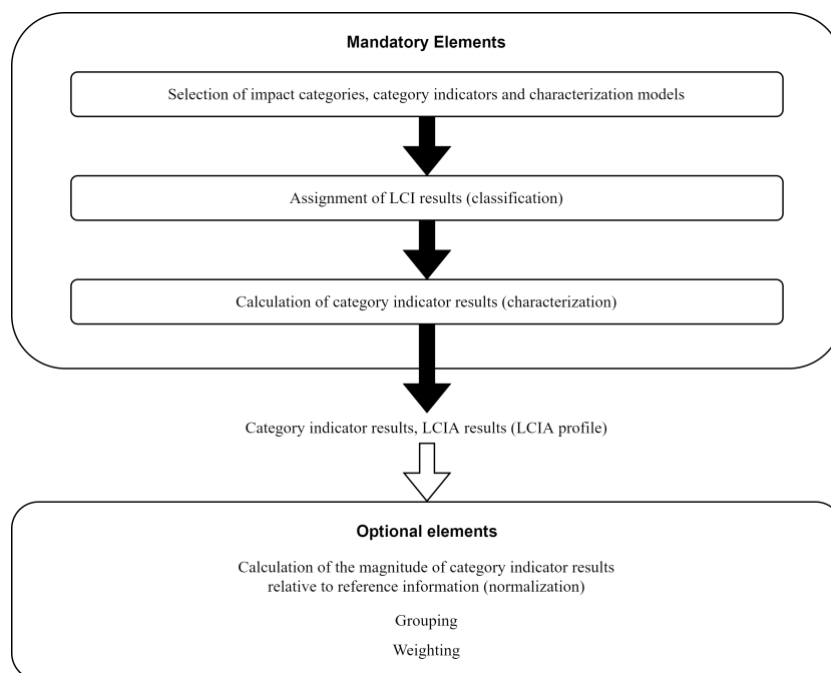 Mandatory Elements
Selection of impact categories, category indicators and characterization models
Assignment of LCI results (classification)
Calculation of category indicator results (characterization)
Category indicator results, LCIA results (LCIA profile)
Optional elements
Calculation of the magnitude of category indicator results
relative to reference information (normalization)
Grouping
Weighting